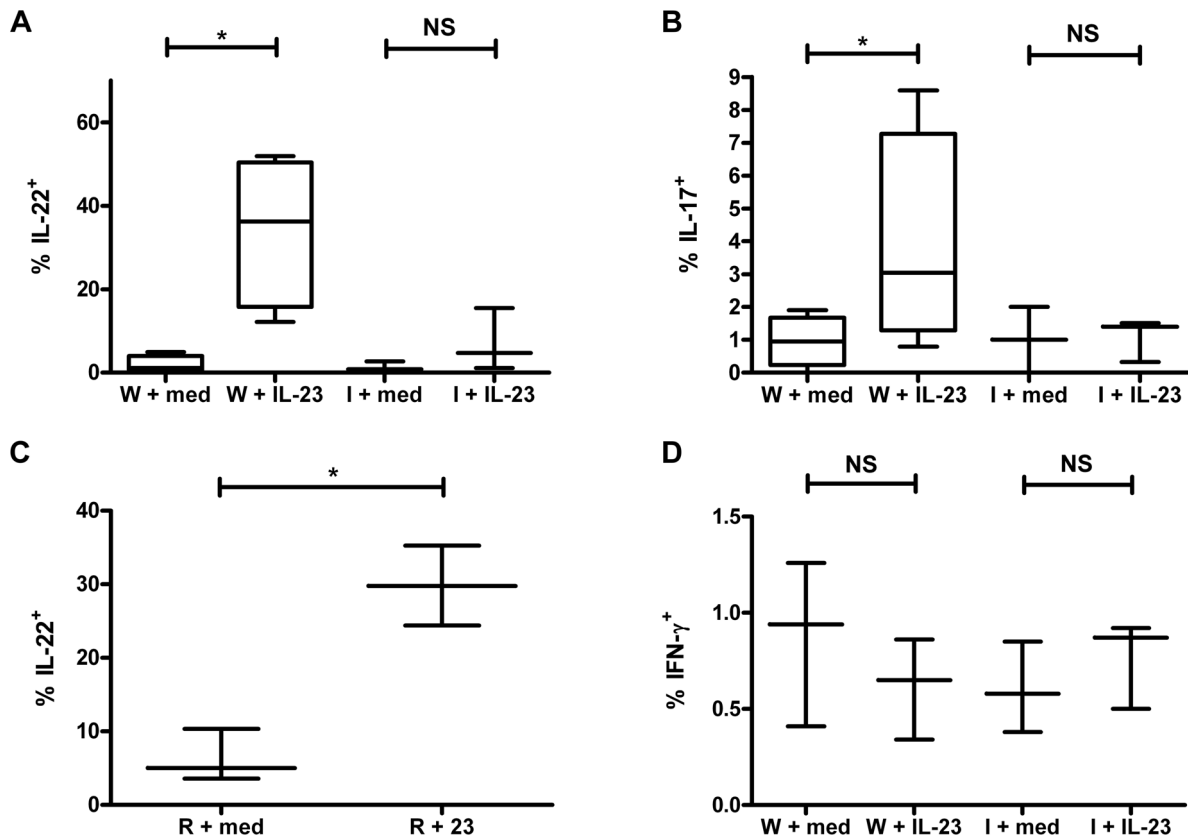 A
* NS
% IL-22⁺
60
40
20
0
W + med W + IL-23 I + med I + IL-23
B
* NS
% IL-17⁺
9
8
7
6
5
4
3
2
1
0
W + med W + IL-23 I + med I + IL-23
C
*
% IL-22⁺
40
30
20
10
0
R + med R + 23
D
NS NS
% IFN-γ⁺
1.5
1.0
0.5
0.0
W + med W + IL-23 I + med I + IL-23